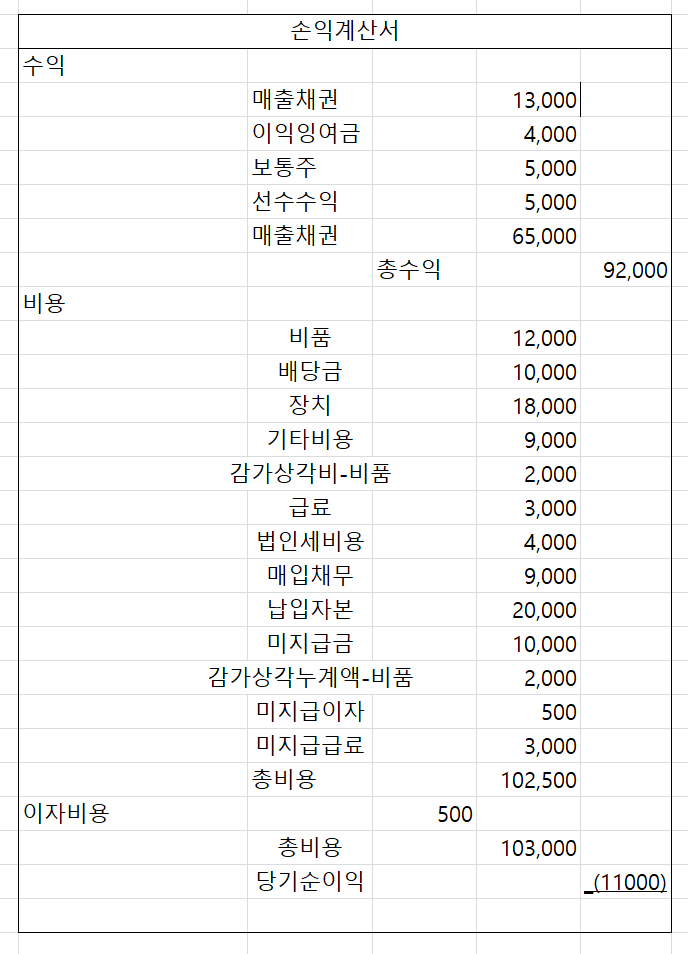 손익계산서
수익
매출채권 13,000
이익잉여금 4,000
보통주 5,000
선수수익 5,000
매출채권 65,000
총수익 92,000
비용
비품 12,000
배당금 10,000
장치 18,000
기타비용 9,000
감가상각비-비품 2,000
급료 3,000
법인세비용 4,000
매입채무 9,000
납입자본 20,000
미지급금 10,000
감가상각누계액-비품 2,000
미지급이자 500
미지급급료 3,000
총비용 102,500
이자비용 500
총비용 103,000
당기순이익 _(11000)